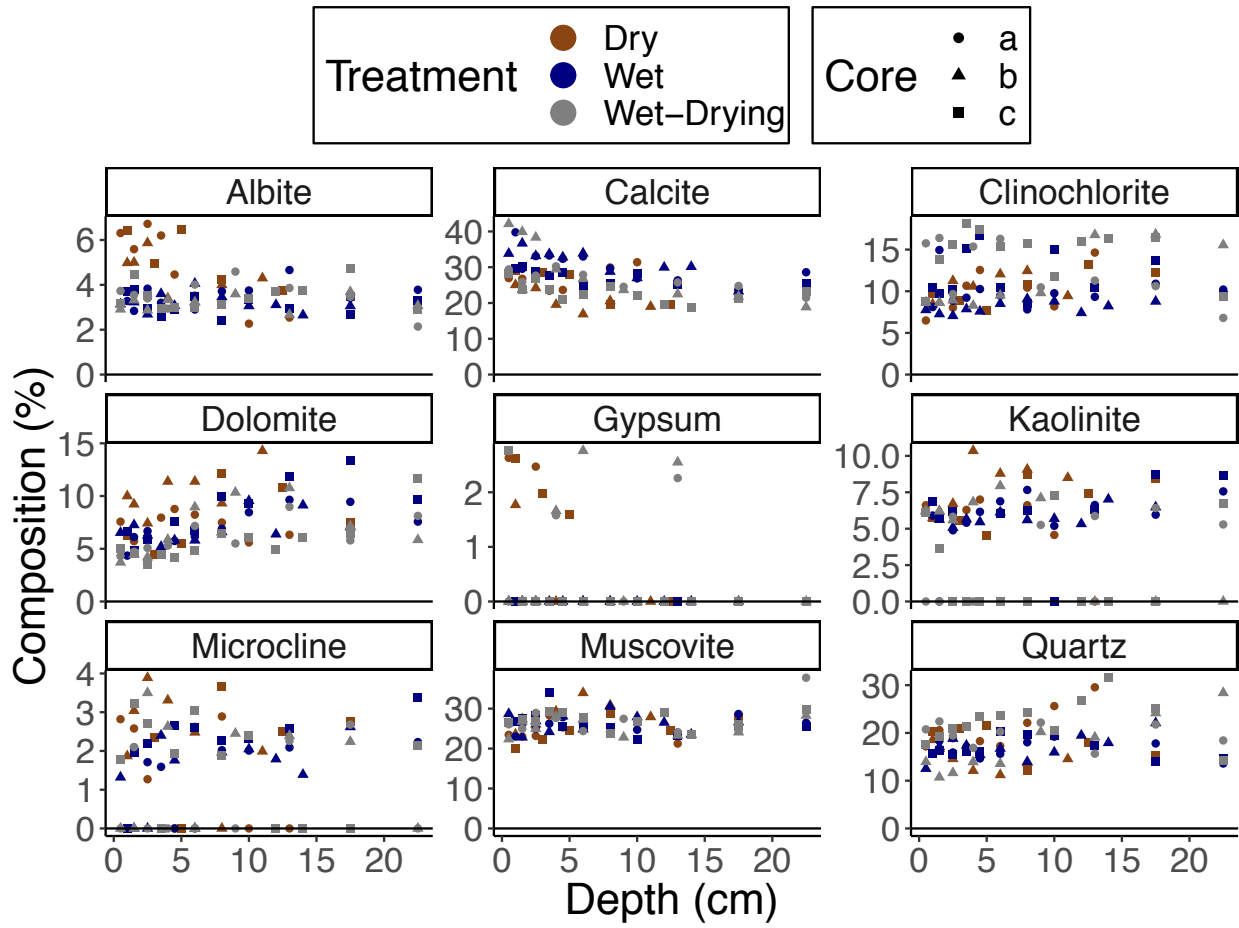 Treatment
Dry
Wet
Wet−Drying
Core
a
b
c
Albite
Calcite
Clinochlorite
6
4
2
0
40
30
20
10
0
15
10
5
0
Dolomite
Gypsum
Kaolinite
15
10
5
0
2
1
0
10.0
7.5
5.0
2.5
0.0
Microcline
Muscovite
Quartz
4
3
2
1
0
30
20
10
0
30
20
10
0
0 5 10 15 20
0 5 10 15 20
0 5 10 15 20
Composition (%)
Depth (cm)